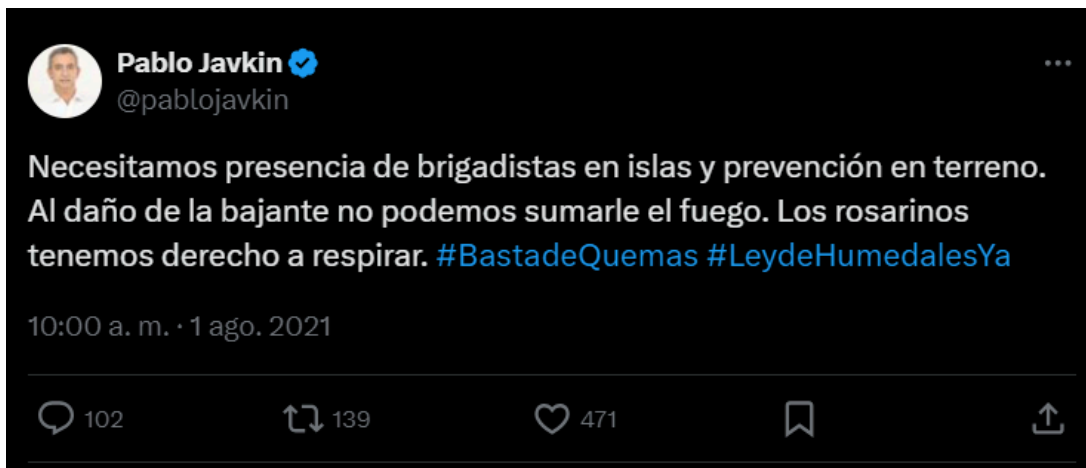 Pablo Javkin
@pablojavkin
Necesitamos presencia de brigadistas en islas y prevención en terreno.
Al daño de la bajante no podemos sumarle el fuego. Los rosarinos
tenemos derecho a respirar. #BastadeQuemas #LeydeHumedalesYa
10:00 a. m. · 1 ago. 2021
102 139 471